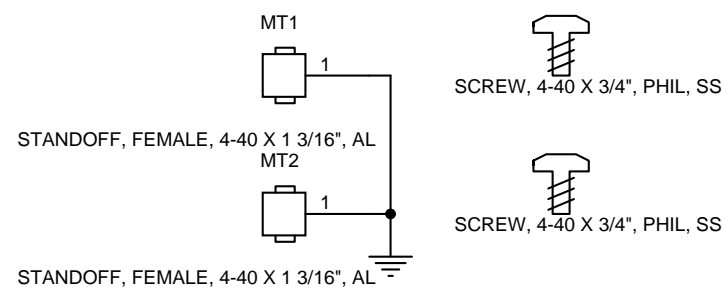 MT1
1
SCREW, 4-40 X 3/4", PHIL, SS
STANDOFF, FEMALE, 4-40 X 1 3/16", AL
MT2
1
SCREW, 4-40 X 3/4", PHIL, SS
STANDOFF, FEMALE, 4-40 X 1 3/16", AL